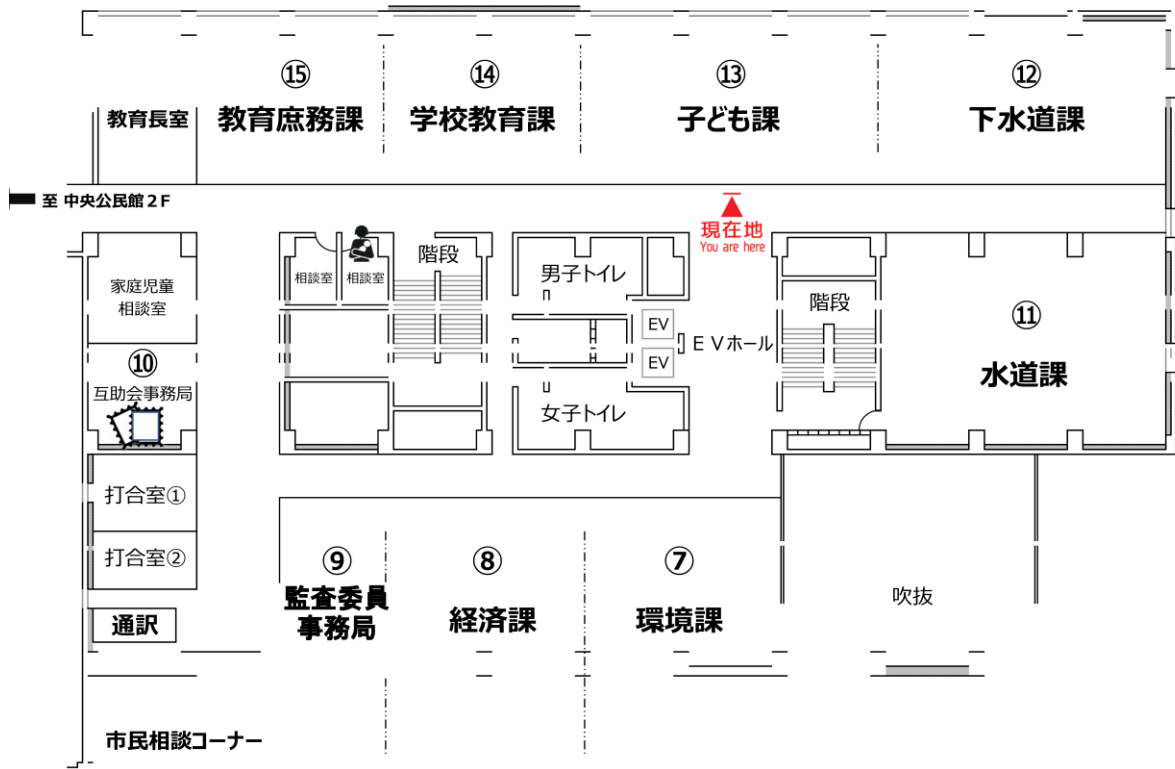 ⑮
教育庶務課
⑭
学校教育課
⑬
子ども課
⑫
下水道課
教育長室
至 中央公民館2F
現在地
You are here
家庭児童
相談室
相談室
相談室
階段
男子トイレ
EV
EV
EVホール
女子トイレ
階段
⑪
水道課
⑩
互助会事務局
打合室①
打合室②
通訳
⑨
監査委員
事務局
⑧
経済課
⑦
環境課
吹抜
市民相談コーナー